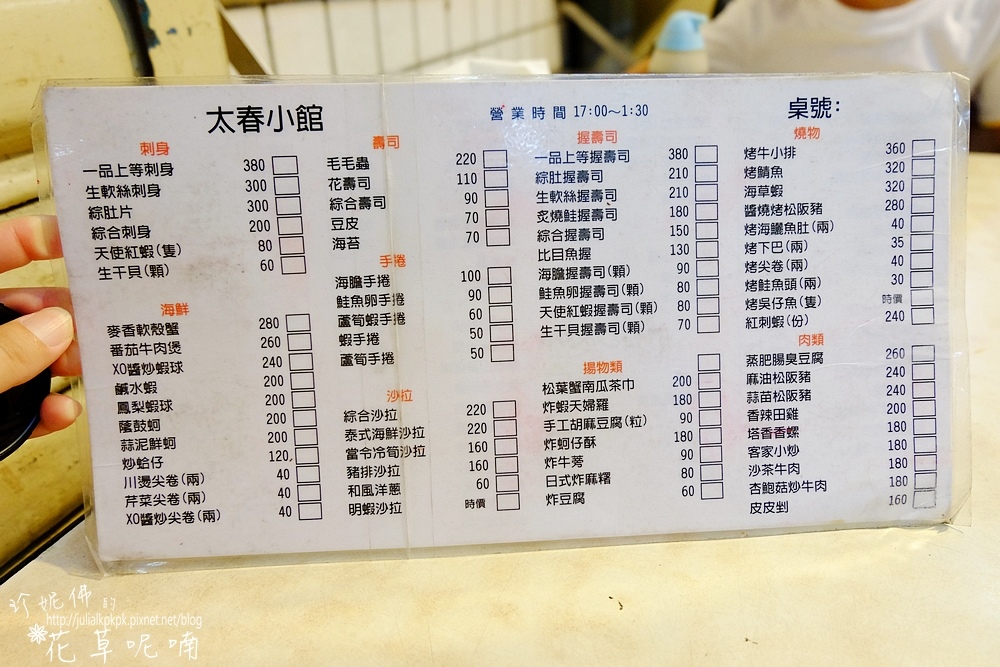 太春小館
營業時間 17:00~1:30
桌號:
刺身
一品上等刺身 380
生軟絲刺身 300
綜肚片 300
綜合刺身 200
天使紅蝦(隻) 80
生干貝(顆) 60
海鮮
麥香軟殼蟹 280
番茄牛肉煲 260
XO醬炒蝦球 240
鹹水蝦 200
鳳梨蝦球 200
蔭鼓蚵 200
蒜泥鮮蚵 200
炒蛤仔 120
川燙尖卷(兩) 40
芹菜尖卷(兩) 40
XO醬炒尖卷(兩) 40
壽司
毛毛蟲 220
花壽司 110
綜合壽司 90
豆皮 70
海苔 70
手捲
海膽手捲 100
鮭魚卵手捲 90
蘆筍蝦手捲 60
蝦手捲 50
蘆筍手捲 50
沙拉
綜合沙拉 220
泰式海鮮沙拉 220
當令冷筍沙拉 160
豬排沙拉 160
和風洋蔥 60
明蝦沙拉 時價
握壽司
一品上等握壽司 380
綜肚握壽司 210
生軟絲握壽司 210
炙燒鮭握壽司 180
綜合握壽司 150
比目魚握 130
海膽握壽司(顆) 90
鮭魚卵握壽司(顆) 80
天使紅蝦握壽司(顆) 80
生干貝握壽司(顆) 70
揚物類
松葉蟹南瓜茶巾 200
炸蝦天婦羅 180
手工胡麻豆腐(粒) 90
炸蚵仔酥 180
炸牛蒡 90
日式炸麻糬 80
炸豆腐 60
燒物
烤牛小排 360
烤鯖魚 320
海草蝦 320
醬燒烤松阪豬 280
烤海鱺魚肚(兩) 40
烤下巴(兩) 35
烤尖卷(兩) 40
烤鮭魚頭(兩) 30
烤吳仔魚(隻) 時價
紅刺蝦(份) 240
肉類
蒸肥腸臭豆腐 260
麻油松阪豬 240
蒜苗松阪豬 200
香辣田雞 200
塔香香螺 180
客家小炒 180
沙茶牛肉 180
杏鮑菇炒牛肉 180
皮皮剉 160
珍妮佛的
http://julialkpkpk.pixnet.net/blog
花草呢喃